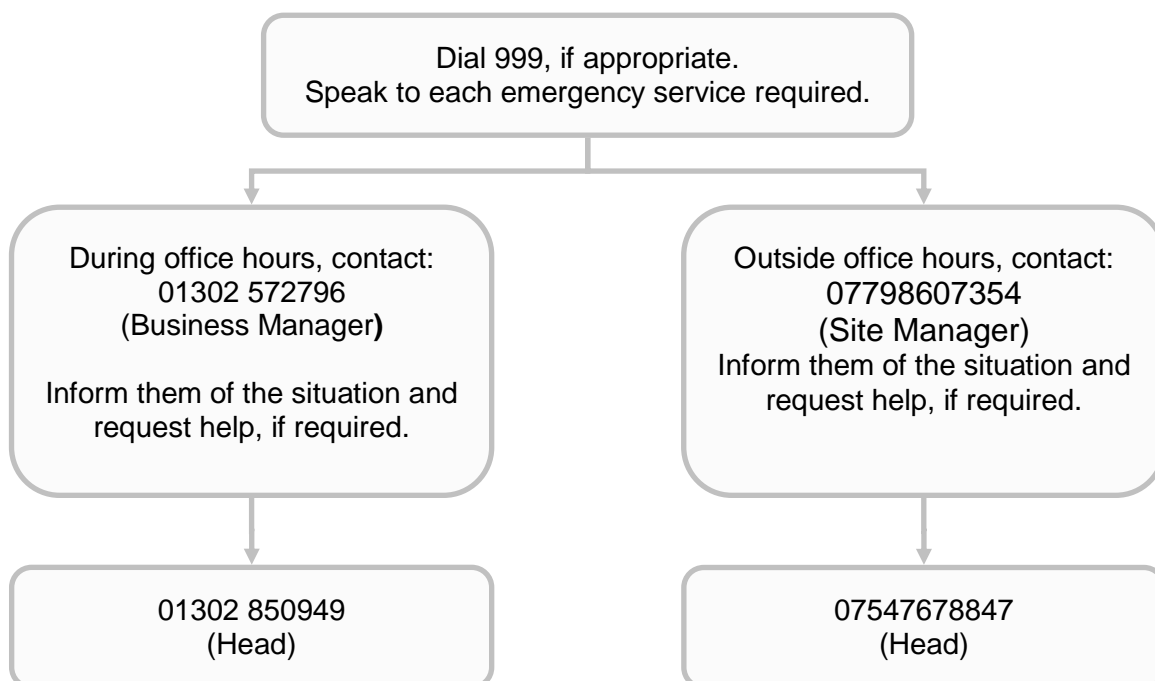 Dial 999, if appropriate.
Speak to each emergency service required.
During office hours, contact:
01302 572796
(Business Manager)
Inform them of the situation and
request help, if required.
Outside office hours, contact:
07798607354
(Site Manager)
Inform them of the situation and
request help, if required.
01302 850949
(Head)
07547678847
(Head)